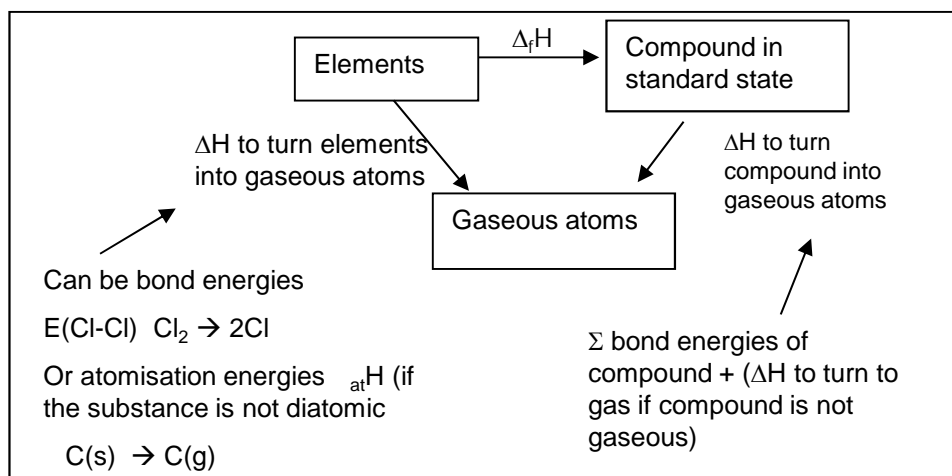 Elements
Δ_fH
Compound in
standard state
ΔH to turn elements
into gaseous atoms
ΔH to turn
compound into
gaseous atoms
Gaseous atoms
Can be bond energies
E(Cl-Cl) Cl₂ → 2Cl
Or atomisation energies _atH (if
the substance is not diatomic
C(s) → C(g)
Σ bond energies of
compound + (ΔH to turn to
gas if compound is not
gaseous)